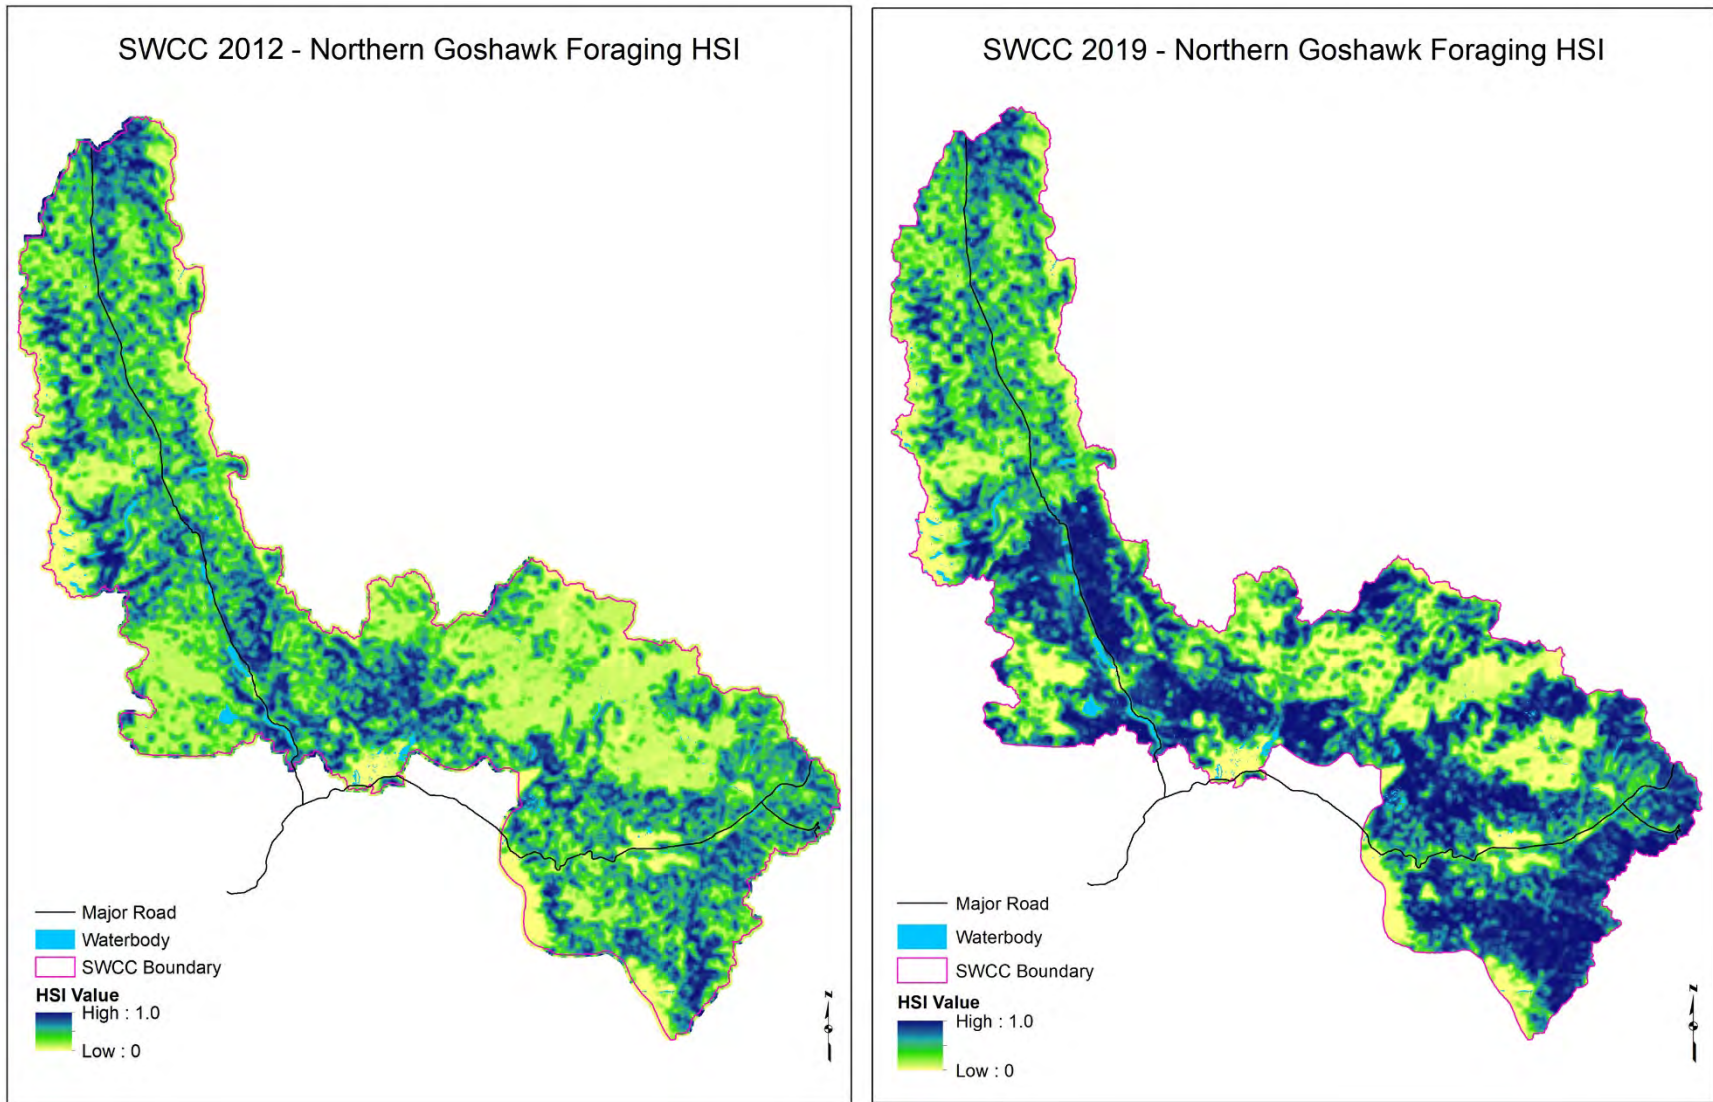 SWCC 2012 - Northern Goshawk Foraging HSI
Major Road
Waterbody
SWCC Boundary
HSI Value
High : 1.0
Low : 0
N
SWCC 2019 - Northern Goshawk Foraging HSI
Major Road
Waterbody
SWCC Boundary
HSI Value
High : 1.0
Low : 0
N